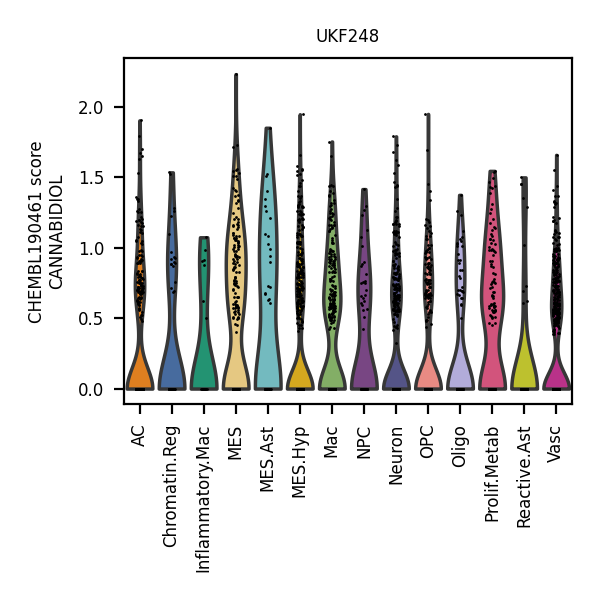 UKF248
CHEMBL190461 score
CANNABIDIOL
2.0
1.5
1.0
0.5
0.0
AC
Chromatin.Reg
Inflammatory.Mac
MES
MES.Ast
MES.Hyp
Mac
NPC
Neuron
OPC
Oligo
Prolif.Metab
Reactive.Ast
Vasc